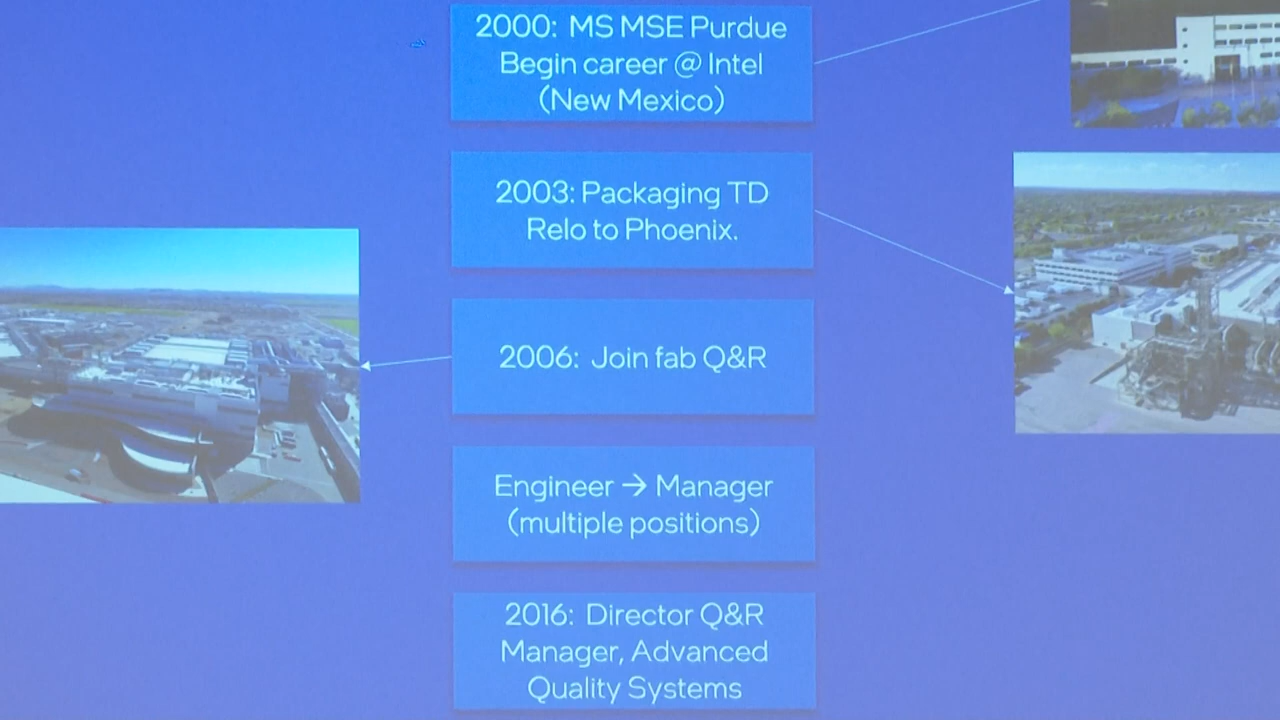 2000: MS MSE Purdue
Begin career @ Intel
(New Mexico)
2003: Packaging TD
Relo to Phoenix.
2006: Join fab Q&R
Engineer → Manager
(multiple positions)
2016: Director Q&R
Manager, Advanced
Quality Systems